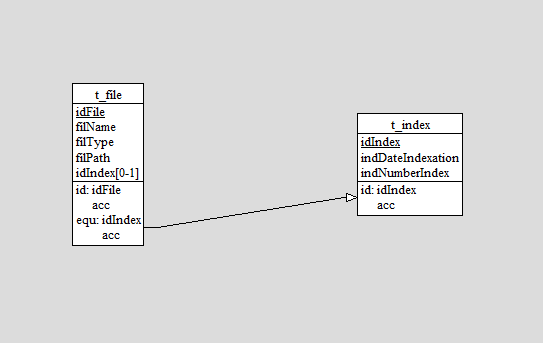 t_file
idFile
filName
filType
filPath
idIndex[0-1]
id: idFile
acc
equ: idIndex
acc
t_index
idIndex
indDateIndexation
indNumberIndex
id: idIndex
acc